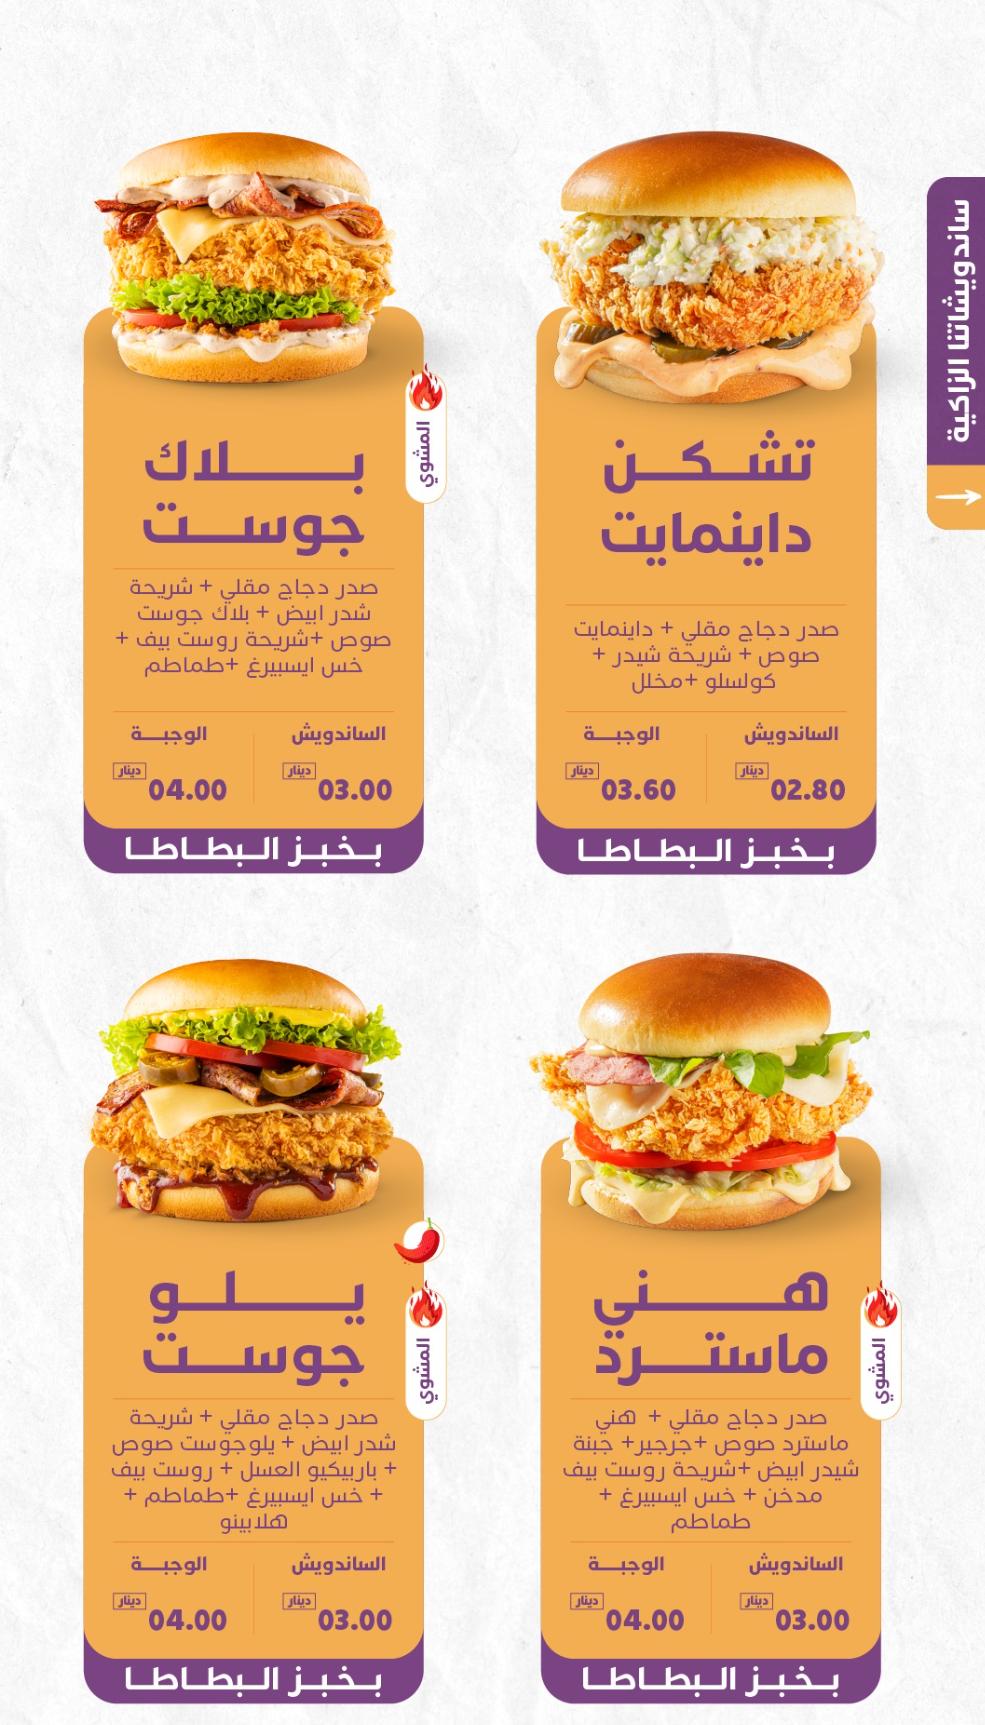 ساندويشاتنا الزاكية
تشكن
داينمايت
صدر دجاج مقلي + داينمايت
صوص + شريحة شيدر +
كولسلو +مخلل
الساندويش
02.80 دينار
الوجبة
03.60 دينار
بخبز البطاطا
المشوي
بلاك
جوست
صدر دجاج مقلي + شريحة
شدر ابيض + بلاك جوست
صوص +شريحة روست بيف +
خس ايسبيرغ +طماطم
الساندويش
03.00 دينار
الوجبة
04.00 دينار
بخبز البطاطا
المشوي
هني
ماسترد
صدر دجاج مقلي + هني
ماسترد صوص +جرجير+ جبنة
شيدر ابيض +شريحة روست بيف
مدخن + خس ايسبيرغ +
طماطم
الساندويش
03.00 دينار
الوجبة
04.00 دينار
بخبز البطاطا
المشوي
يلو
جوست
صدر دجاج مقلي + شريحة
شدر ابيض + يلوجوست صوص
+ باربيكيو العسل + روست بيف
+ خس ايسبيرغ +طماطم +
هلابينو
الساندويش
03.00 دينار
الوجبة
04.00 دينار
بخبز البطاطا